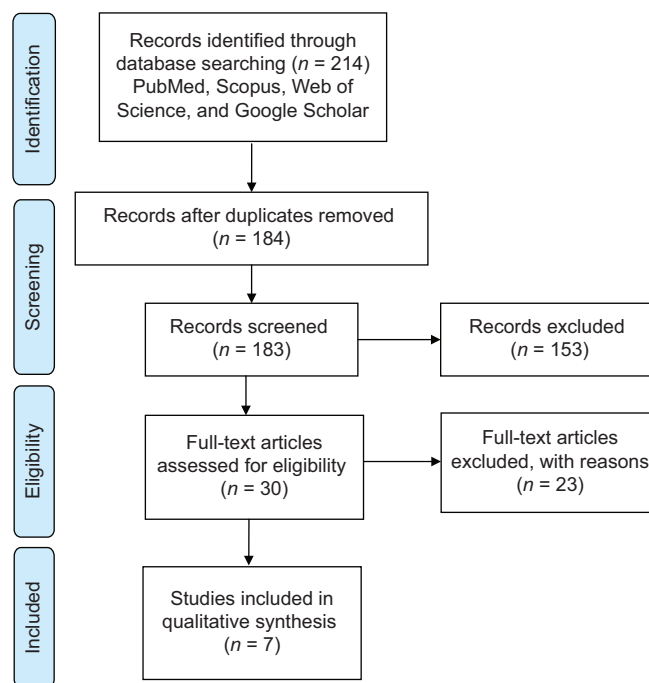 Identification
Records identified through
database searching (n = 214)
PubMed, Scopus, Web of
Science, and Google Scholar
Screening
Records after duplicates removed
(n = 184)
Records screened
(n = 183)
Records excluded
(n = 153)
Eligibility
Full-text articles
assessed for eligibility
(n = 30)
Full-text articles
excluded, with reasons
(n = 23)
Included
Studies included in
qualitative synthesis
(n = 7)